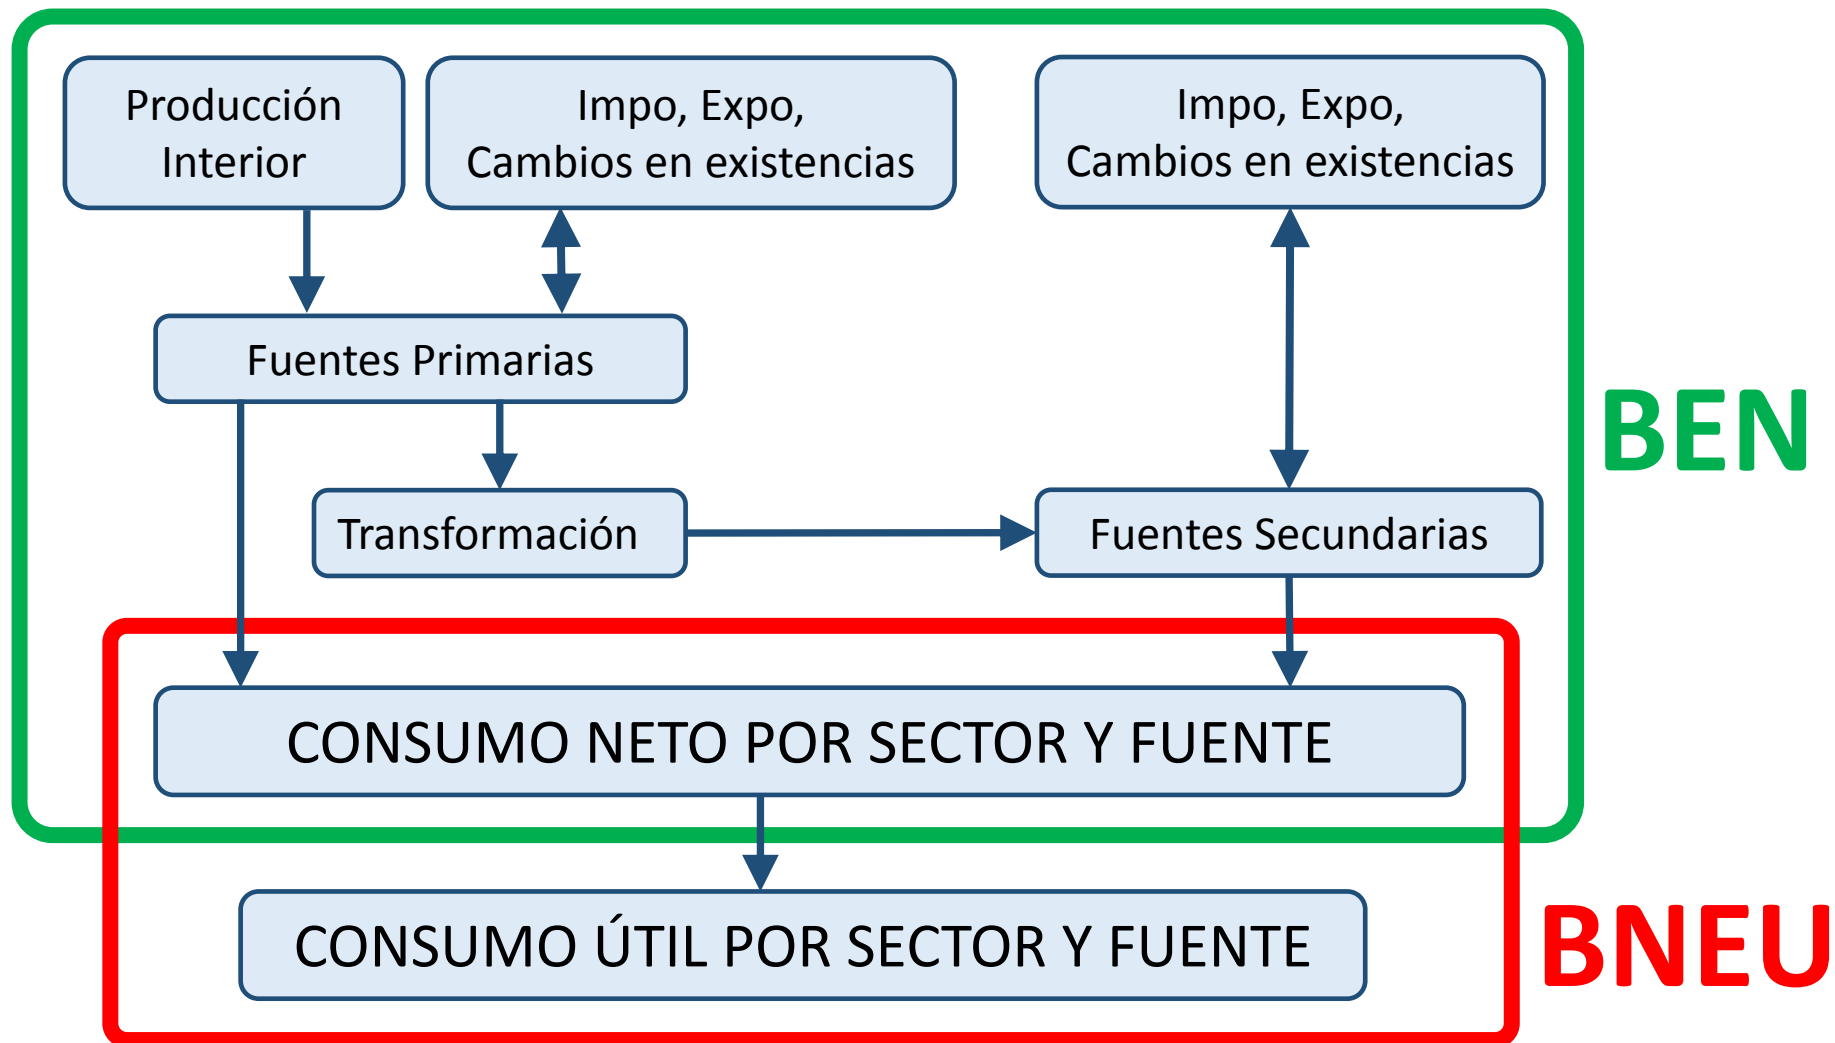 Producción
Interior
Impo, Expo,
Cambios en existencias
Impo, Expo,
Cambios en existencias
Fuentes Primarias
BEN
Transformación
Fuentes Secundarias
CONSUMO NETO POR SECTOR Y FUENTE
CONSUMO ÚTIL POR SECTOR Y FUENTE
BNEU